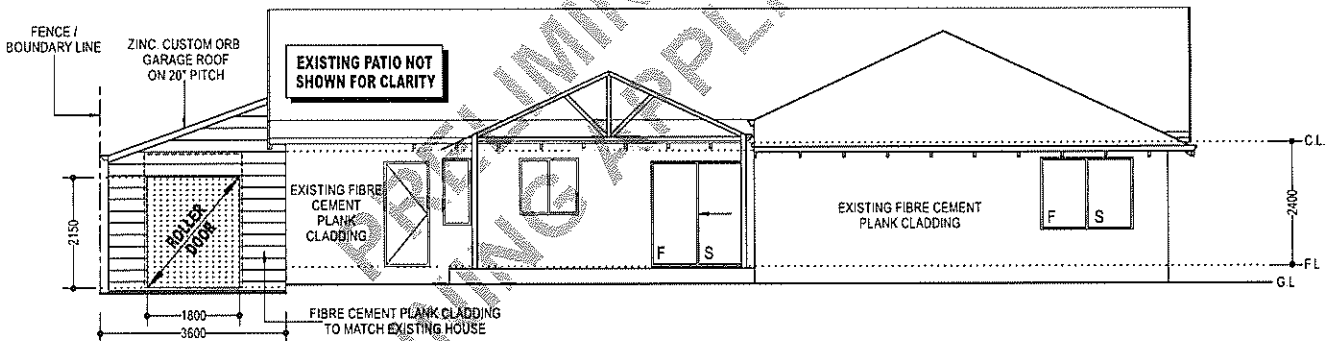 FENCE /
BOUNDARY LINE
ZINC. CUSTOM ORB
GARAGE ROOF
ON 20° PITCH
EXISTING PATIO NOT
SHOWN FOR CLARITY
C.L.
2400
F.L
G.L
2150
ROLLER
DOOR
EXISTING FIBRE
CEMENT
PLANK
CLADDING
F S
EXISTING FIBRE CEMENT
PLANK CLADDING
F S
1800
3600
FIBRE CEMENT PLANK CLADDING
TO MATCH EXISTING HOUSE